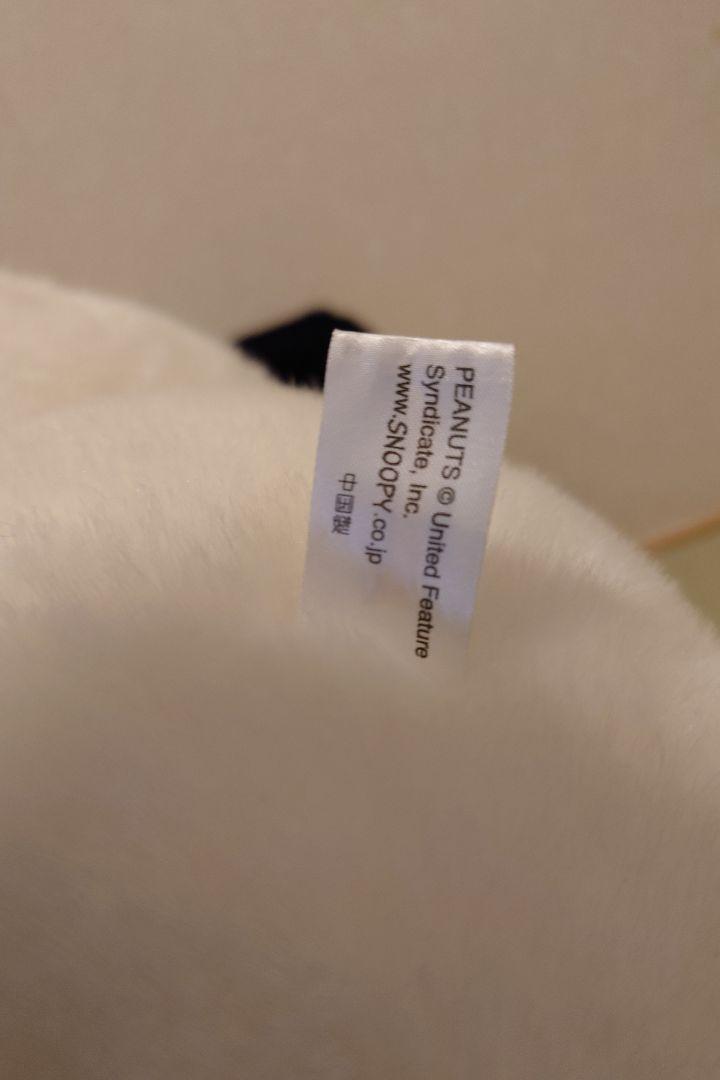 PEANUTS © United Feature
Syndicate, Inc.
www.SNOOPY.co.jp
中国製